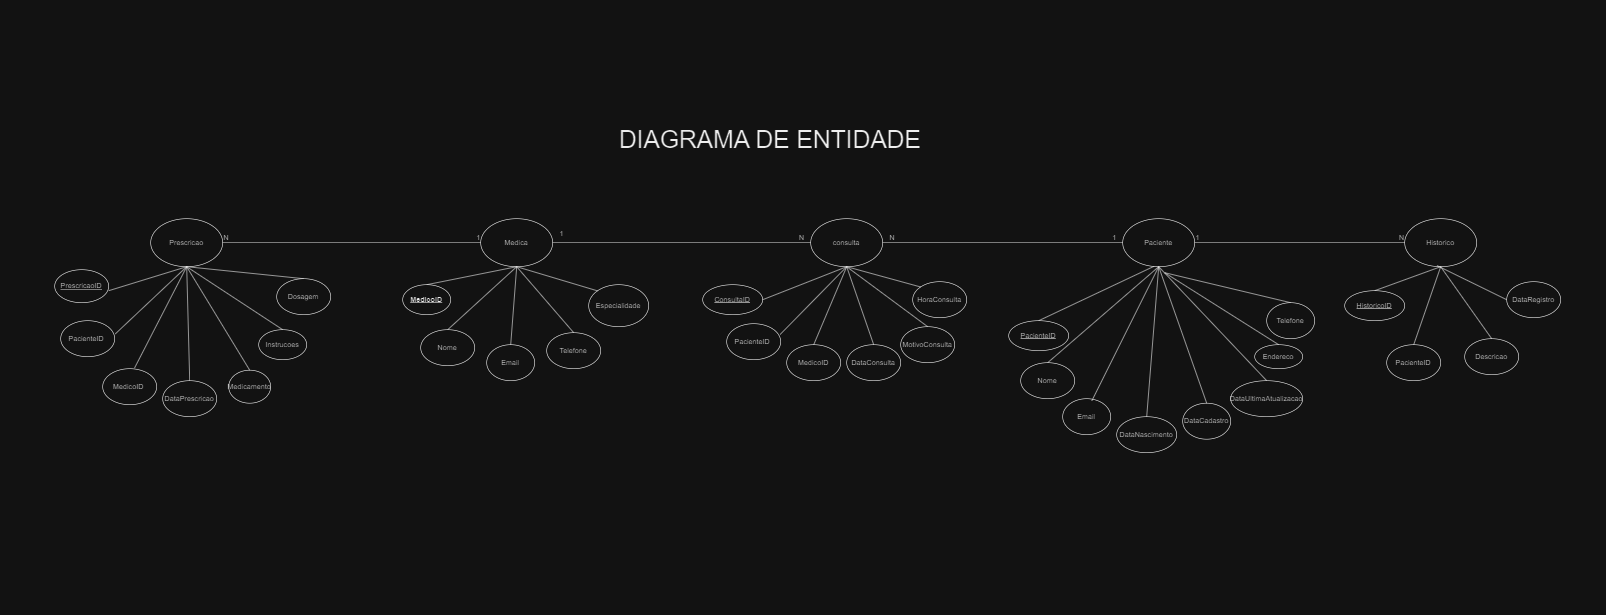 DIAGRAMA DE ENTIDADE
Prescricao
N
1
Medica
1
N
consulta
N
1
Paciente
1
N
Historico
PrescricaoID
PacienteID
MedicoID
DataPrescricao
Medicamento
Instrucoes
Dosagem
MedicoID
Nome
Email
Telefone
Especialidade
ConsultaID
PacienteID
MedicoID
DataConsulta
MotivoConsulta
HoraConsulta
PacienteID
Nome
Email
DataNascimento
DataCadastro
DataUltimaAtualizacao
Endereco
Telefone
HistoricoID
PacienteID
Descricao
DataRegistro